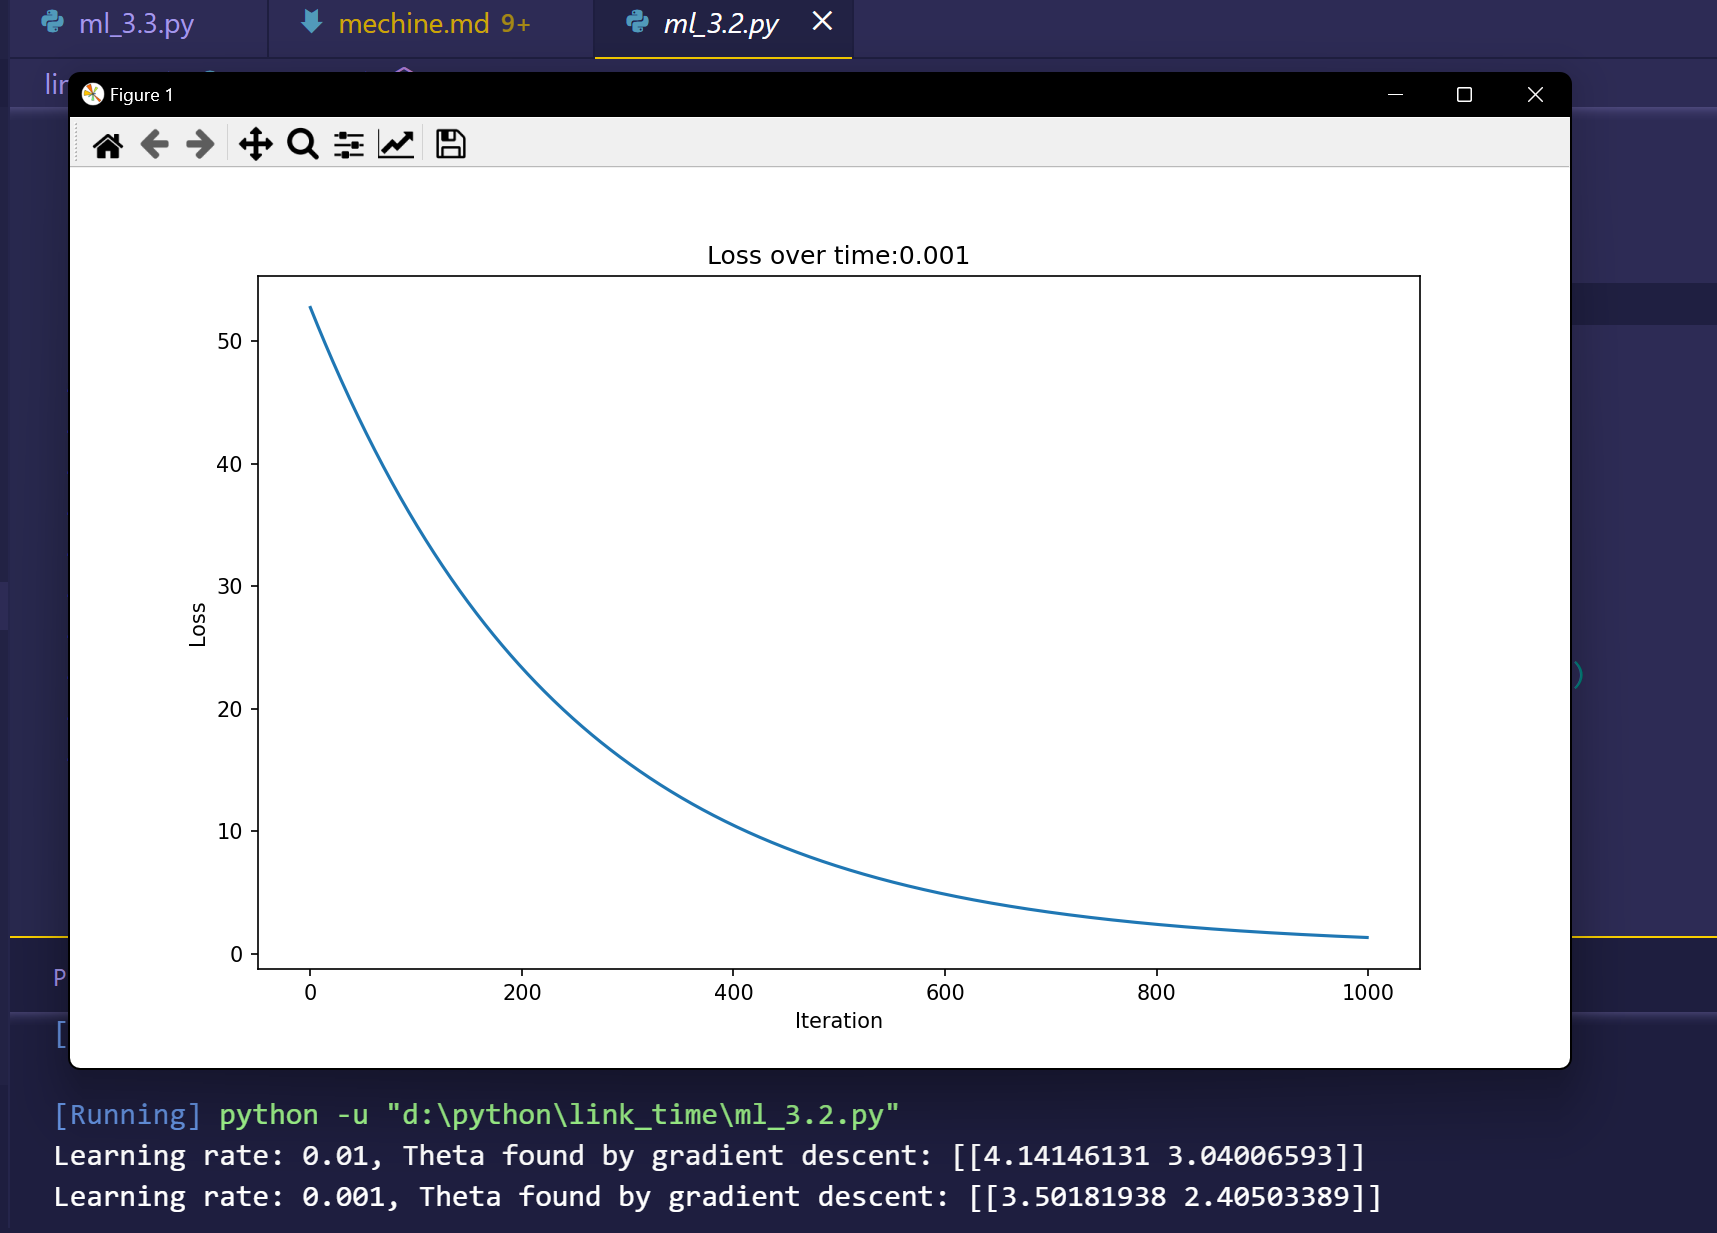 ml_3.3.py
mechine.md 9+
ml_3.2.py
lin
Figure 1
Loss over time:0.001
50
40
30
20
10
0
Loss
0 200 400 600 800 1000
Iteration
)
P
[
[Running] python -u "d:\python\link_time\ml_3.2.py"
Learning rate: 0.01, Theta found by gradient descent: [[4.14146131 3.04006593]]
Learning rate: 0.001, Theta found by gradient descent: [[3.50181938 2.40503389]]